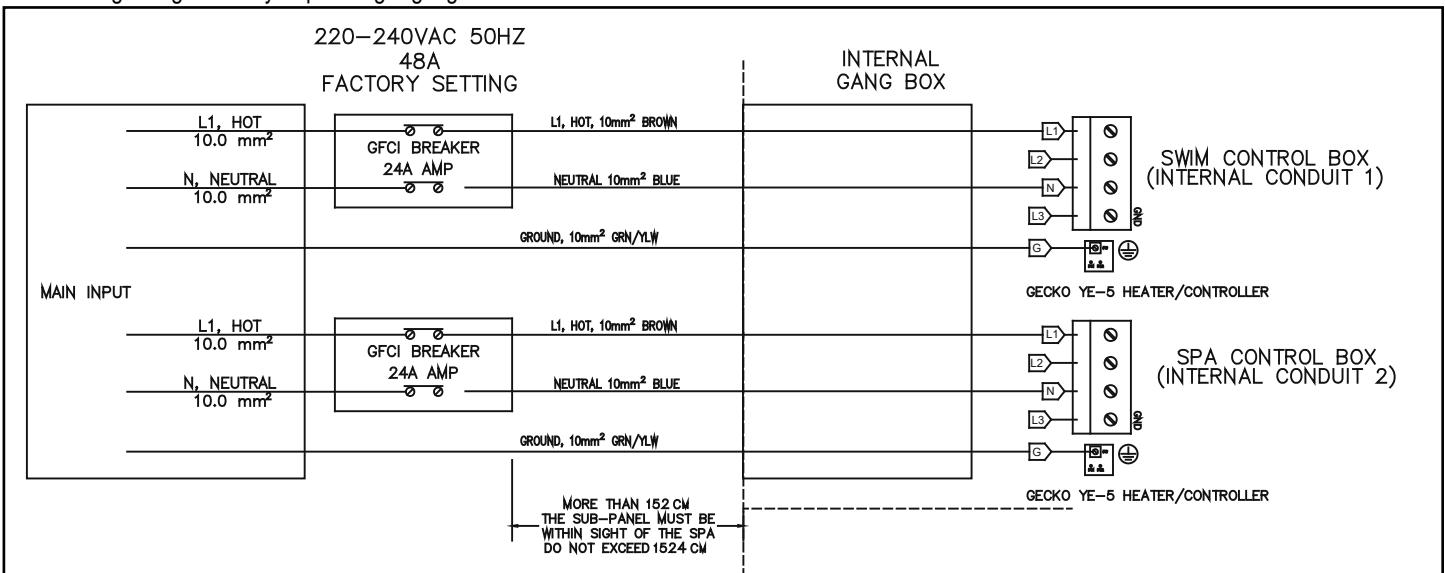 220-240VAC 50HZ
48A
FACTORY SETTING
INTERNAL
GANG BOX
MAIN INPUT
L1, HOT
10.0 mm²
N, NEUTRAL
10.0 mm²
GFCI BREAKER
24A AMP
L1, HOT, 10mm² BROWN
NEUTRAL 10mm² BLUE
GROUND, 10mm² GRN/YLW
L1
L2
N
L3
G
GND
SWIM CONTROL BOX
(INTERNAL CONDUIT 1)
GECKO YE-5 HEATER/CONTROLLER
L1, HOT
10.0 mm²
N, NEUTRAL
10.0 mm²
GFCI BREAKER
24A AMP
L1, HOT, 10mm² BROWN
NEUTRAL 10mm² BLUE
GROUND, 10mm² GRN/YLW
L1
L2
N
L3
G
GND
SPA CONTROL BOX
(INTERNAL CONDUIT 2)
GECKO YE-5 HEATER/CONTROLLER
MORE THAN 152 CM
THE SUB-PANEL MUST BE
WITHIN SIGHT OF THE SPA
DO NOT EXCEED 1524 CM